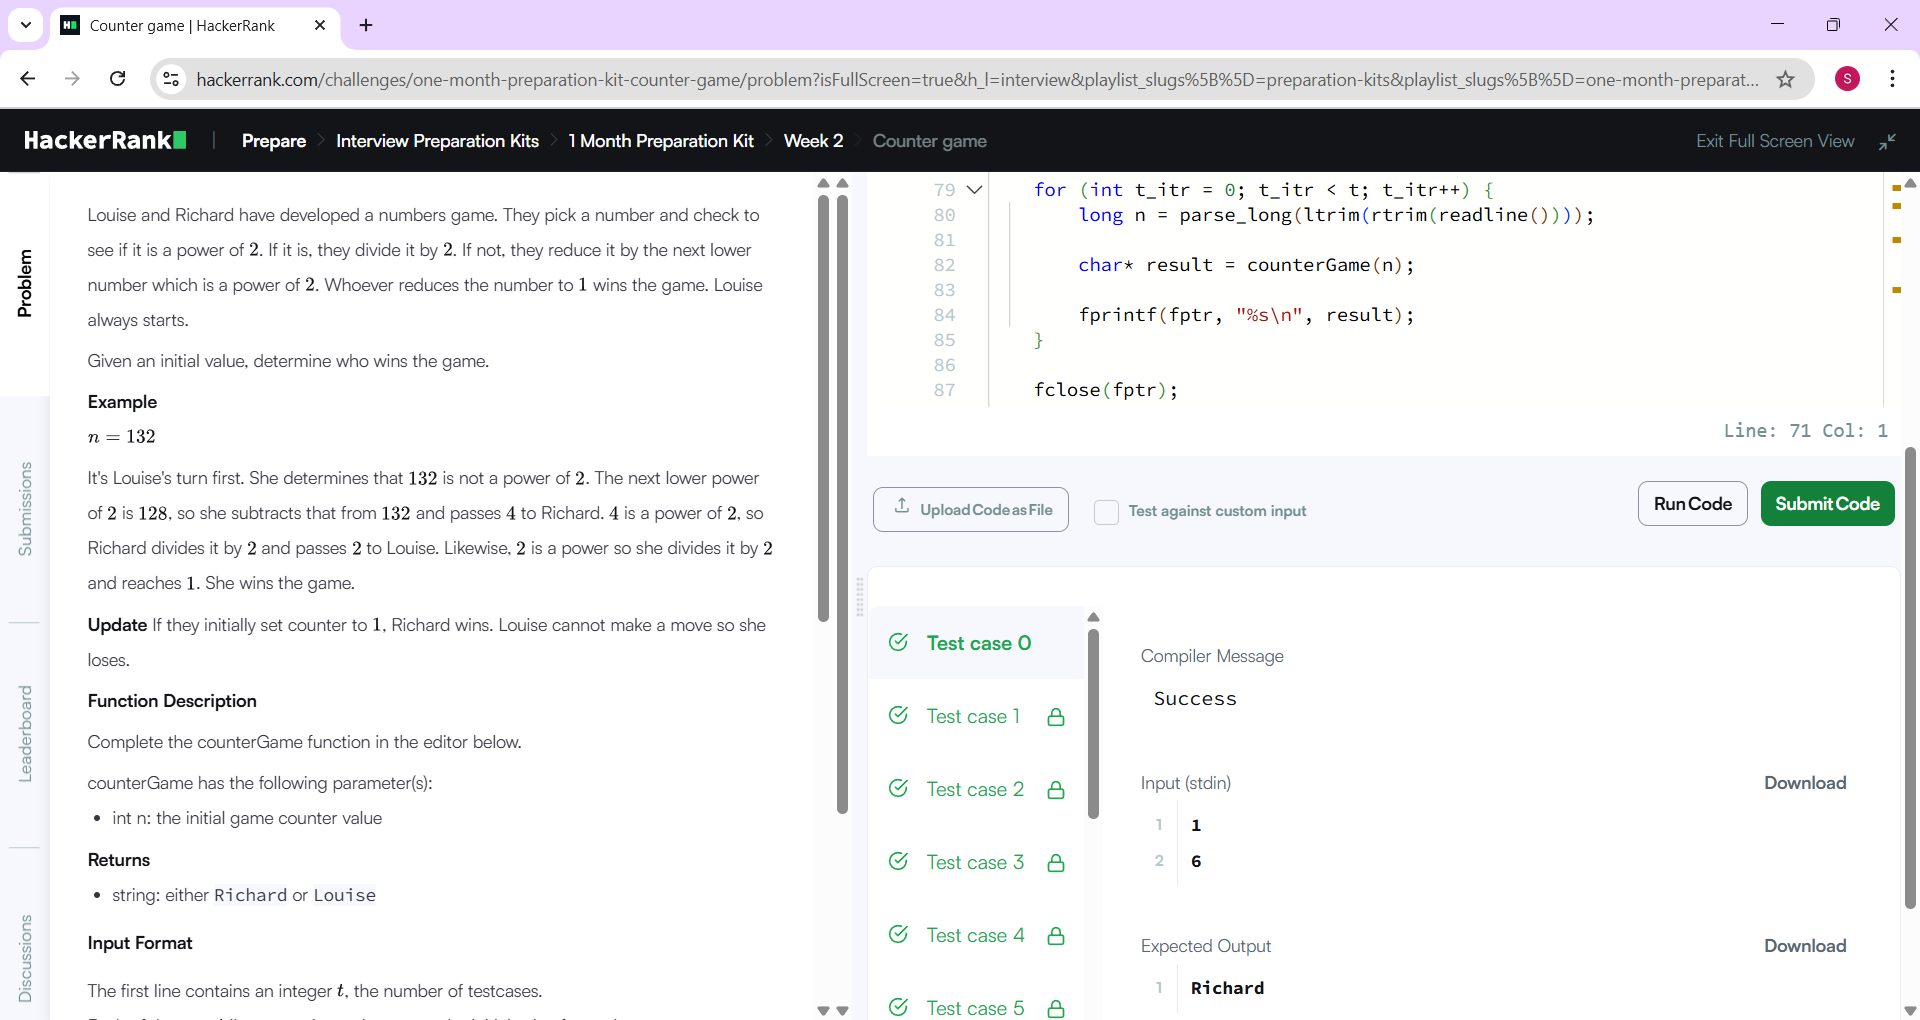 Counter game | HackerRank
hackerrank.com/challenges/one-month-preparation-kit-counter-game/problem?isFullScreen=true&h_l=interview&playlist_slugs%5B%5D=preparation-kits&playlist_slugs%5B%5D=one-month-preparat...
S
HackerRank
Prepare
Interview Preparation Kits
1 Month Preparation Kit
Week 2
Counter game
Exit Full Screen View
Problem
Submissions
Leaderboard
Discussions
Louise and Richard have developed a numbers game. They pick a number and check to
see if it is a power of 2. If it is, they divide it by 2. If not, they reduce it by the next lower
number which is a power of 2. Whoever reduces the number to 1 wins the game. Louise
always starts.
Given an initial value, determine who wins the game.
Example
n = 132
It's Louise's turn first. She determines that 132 is not a power of 2. The next lower power
of 2 is 128, so she subtracts that from 132 and passes 4 to Richard. 4 is a power of 2, so
Richard divides it by 2 and passes 2 to Louise. Likewise, 2 is a power so she divides it by 2
and reaches 1. She wins the game.
Update If they initially set counter to 1, Richard wins. Louise cannot make a move so she
loses.
Function Description
Complete the counterGame function in the editor below.
counterGame has the following parameter(s):
• int n: the initial game counter value
Returns
• string: either Richard or Louise
Input Format
The first line contains an integer t, the number of testcases.
79 for (int t_itr = 0; t_itr < t; t_itr++) {
80 long n = parse_long(ltrim(rtrim(readline())));
81
82 char* result = counterGame(n);
83
84 fprintf(fptr, "%s\n", result);
85 }
86
87 fclose(fptr);
Line: 71 Col: 1
Upload Code as File
Test against custom input
Run Code
Submit Code
Test case 0
Test case 1
Test case 2
Test case 3
Test case 4
Test case 5
Compiler Message
Success
Input (stdin)
Download
1 1
2 6
Expected Output
Download
1 Richard